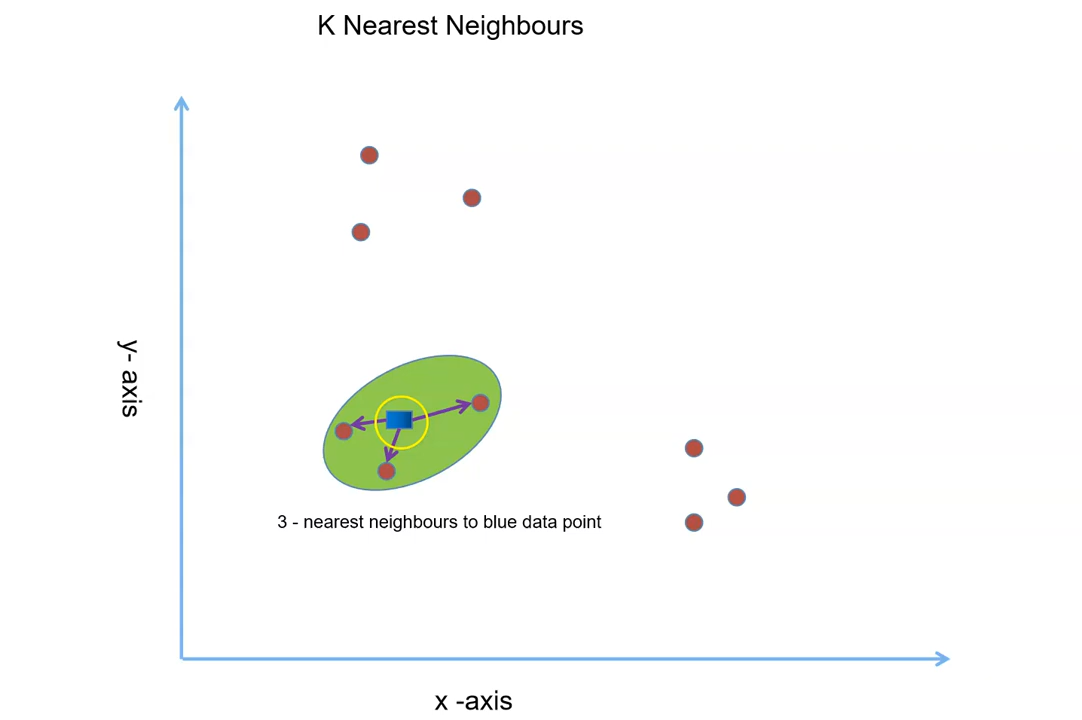 K Nearest Neighbours
y- axis
3 - nearest neighbours to blue data point
x -axis